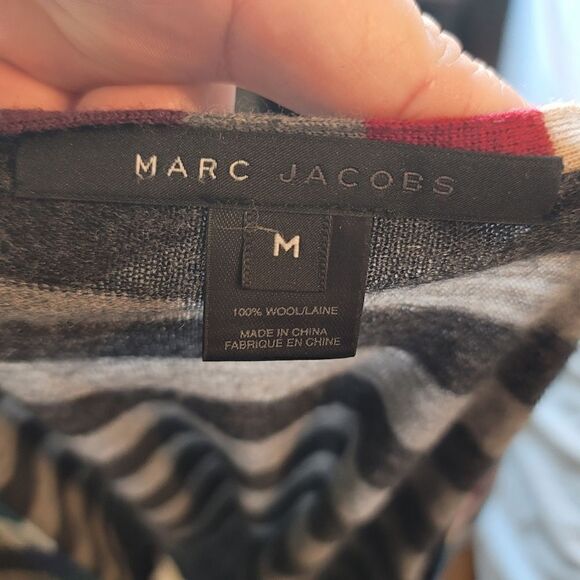 MARC JACOBS
M
100% WOOL/LAINE
MADE IN CHINA
FABRIQUE EN CHINE